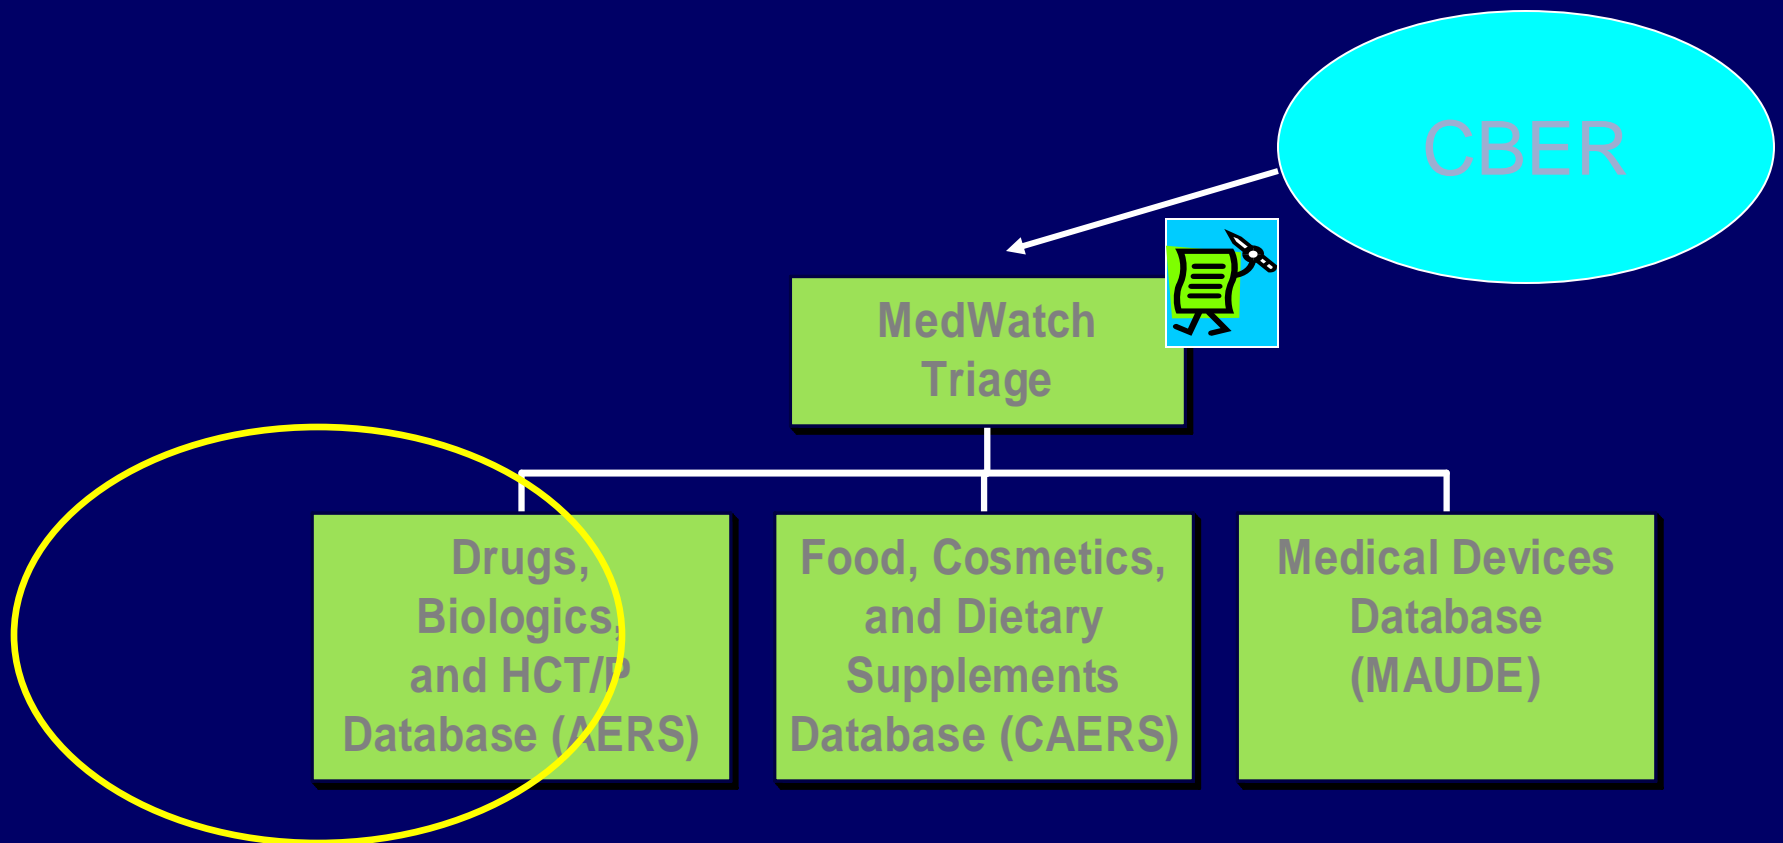 CBER
MedWatch
Triage
Drugs,
Biologics,
and HCT/P
Database (AERS)
Food, Cosmetics,
and Dietary
Supplements
Database (CAERS)
Medical Devices
Database
(MAUDE)